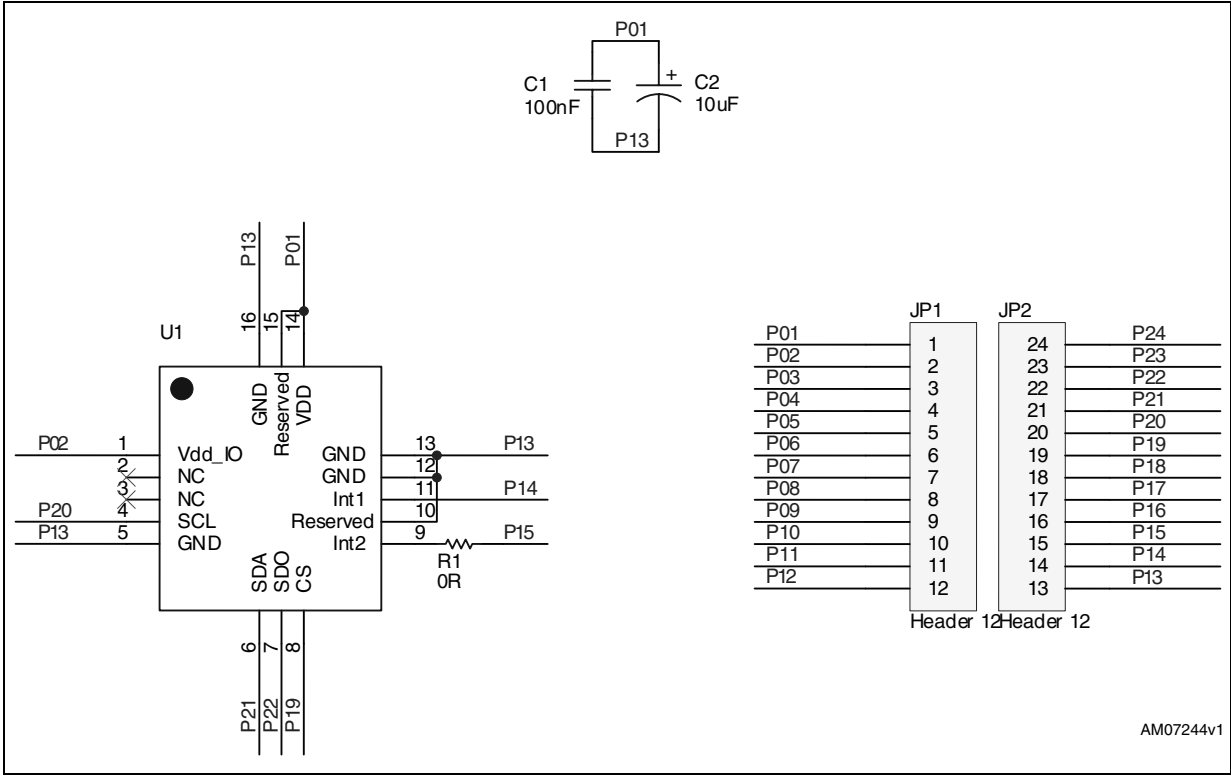 P01
C1
100nF
+
C2
10uF
P13
P13
P01
16
15
14
U1
GND
Reserved
VDD
P02 1 Vdd_IO
2 NC
3 NC
P20 4 SCL
P13 5 GND
GND 13 P13
GND 12
Int1 11 P14
Reserved 10
Int2 9 P15
R1
0R
SDA
SDO
CS
6
7
8
P21
P22
P19
JP1
JP2
P01 1
P02 2
P03 3
P04 4
P05 5
P06 6
P07 7
P08 8
P09 9
P10 10
P11 11
P12 12
24 P24
23 P23
22 P22
21 P21
20 P20
19 P19
18 P18
17 P17
16 P16
15 P15
14 P14
13 P13
Header 12
Header 12
AM07244v1